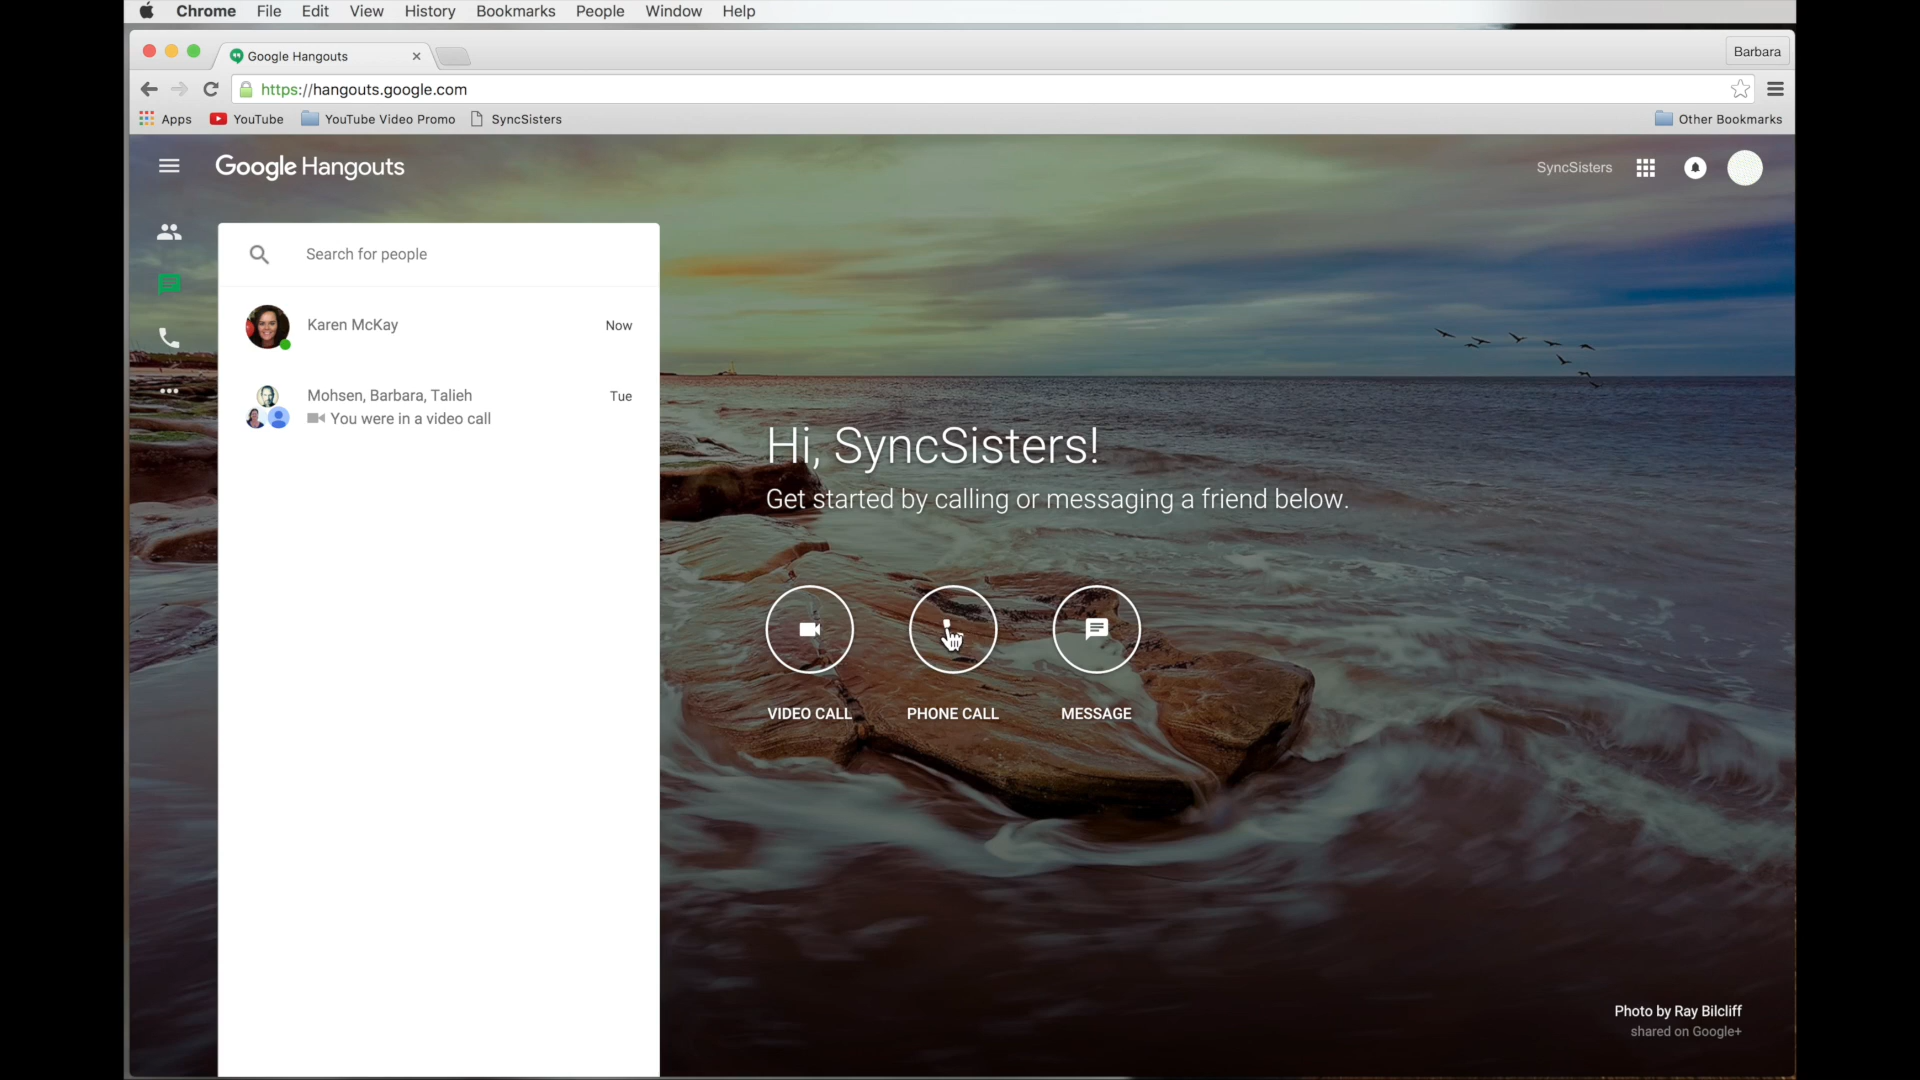 Chrome File Edit View History Bookmarks People Window Help
Google Hangouts
Barbara
https://hangouts.google.com
Apps YouTube YouTube Video Promo SyncSisters Other Bookmarks
Google Hangouts
SyncSisters
Search for people
Karen McKay Now
Mohsen, Barbara, Talieh Tue
You were in a video call
Hi, SyncSisters!
Get started by calling or messaging a friend below.
VIDEO CALL PHONE CALL MESSAGE
Photo by Ray Bilcliff
shared on Google+